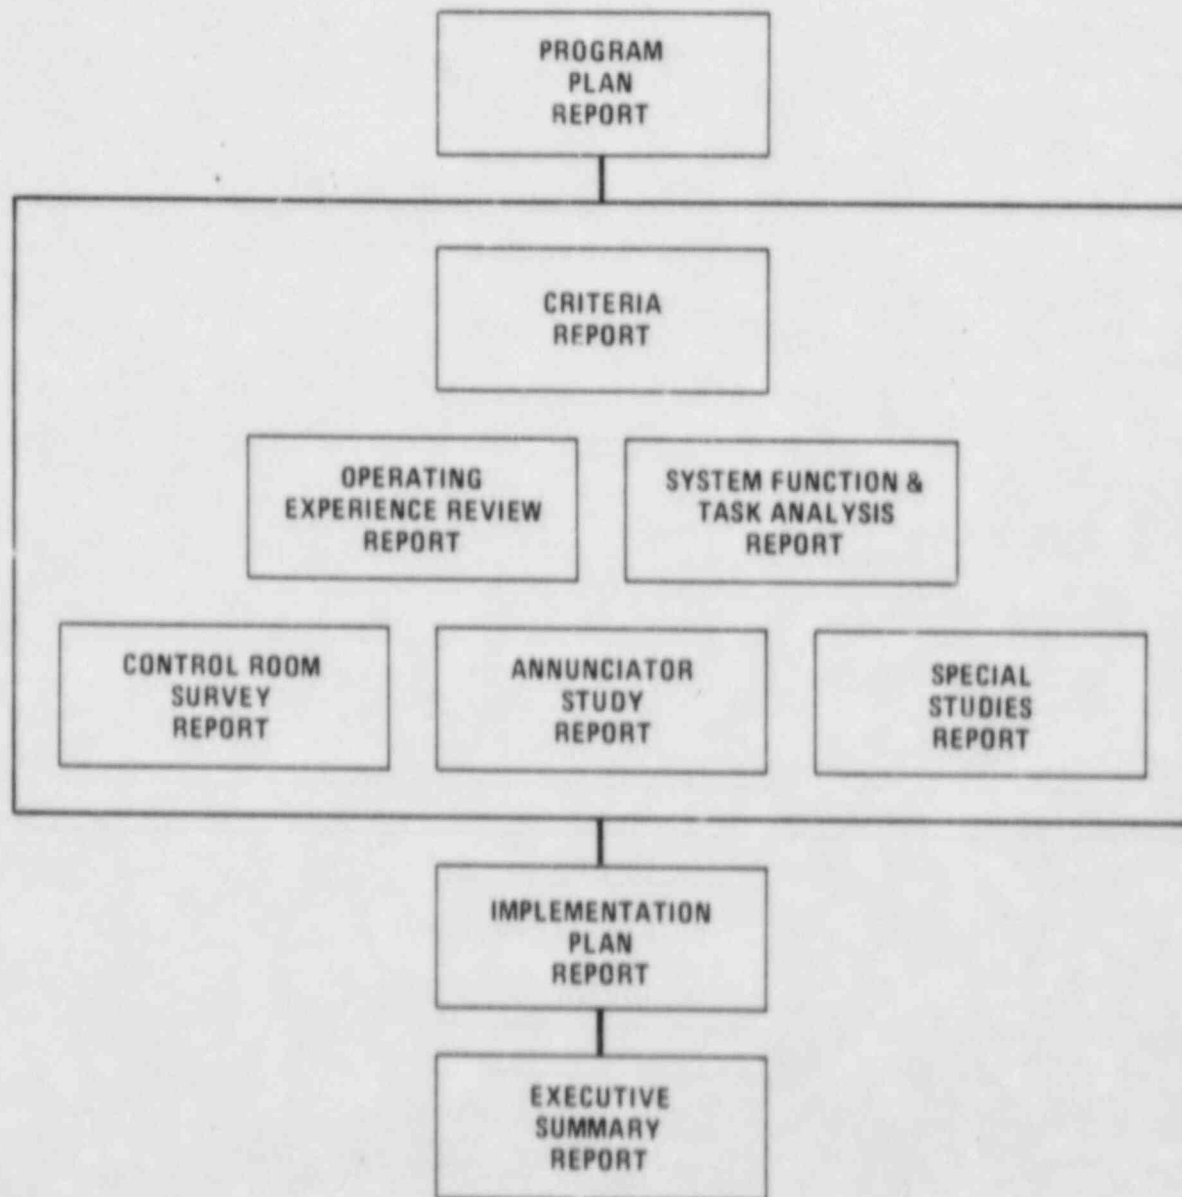 PROGRAM
PLAN
REPORT
CRITERIA
REPORT
OPERATING
EXPERIENCE REVIEW
REPORT
SYSTEM FUNCTION &
TASK ANALYSIS
REPORT
CONTROL ROOM
SURVEY
REPORT
ANNUNCIATOR
STUDY
REPORT
SPECIAL
STUDIES
REPORT
IMPLEMENTATION
PLAN
REPORT
EXECUTIVE
SUMMARY
REPORT